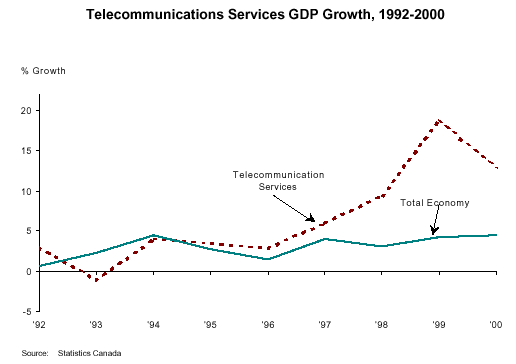 Telecommunications Services GDP Growth, 1992-2000
% Growth
20
15
10
5
0
-5
Telecommunication
Services
Total Economy
'92 '93 '94 '95 '96 '97 '98 '99 '00
Source: Statistics Canada